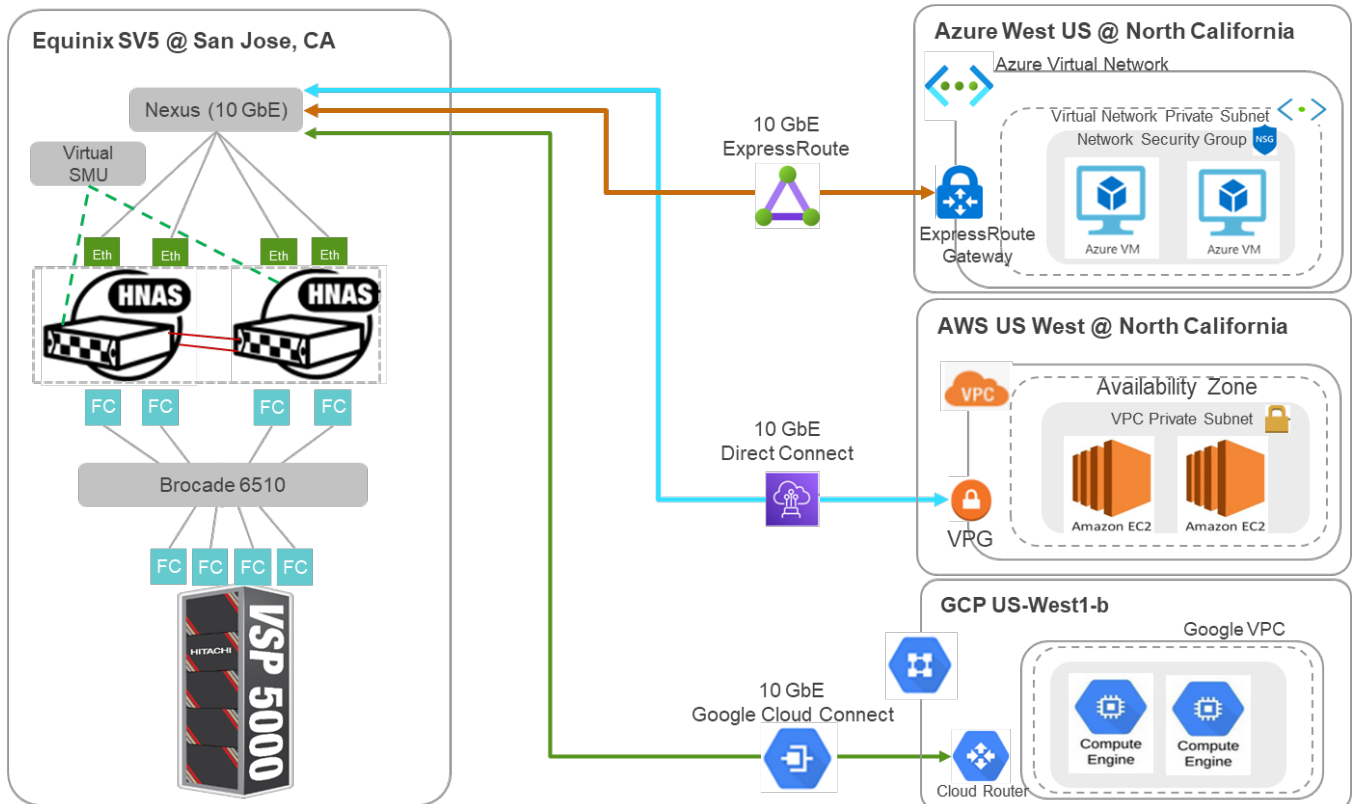 Equinix SV5 @ San Jose, CA
Nexus (10 GbE)
Virtual
SMU
Eth
Eth
Eth
Eth
HNAS
HNAS
FC
FC
FC
FC
Brocade 6510
FC
FC
FC
FC
HITACHI
VSP 5000
10 GbE
ExpressRoute
10 GbE
Direct Connect
10 GbE
Google Cloud Connect
Azure West US @ North California
Azure Virtual Network
Virtual Network Private Subnet
Network Security Group
NSG
Azure VM
Azure VM
ExpressRoute
Gateway
AWS US West @ North California
VPC
Availability Zone
VPC Private Subnet
Amazon EC2
Amazon EC2
VPG
GCP US-West1-b
Google VPC
Compute
Engine
Compute
Engine
Cloud Router